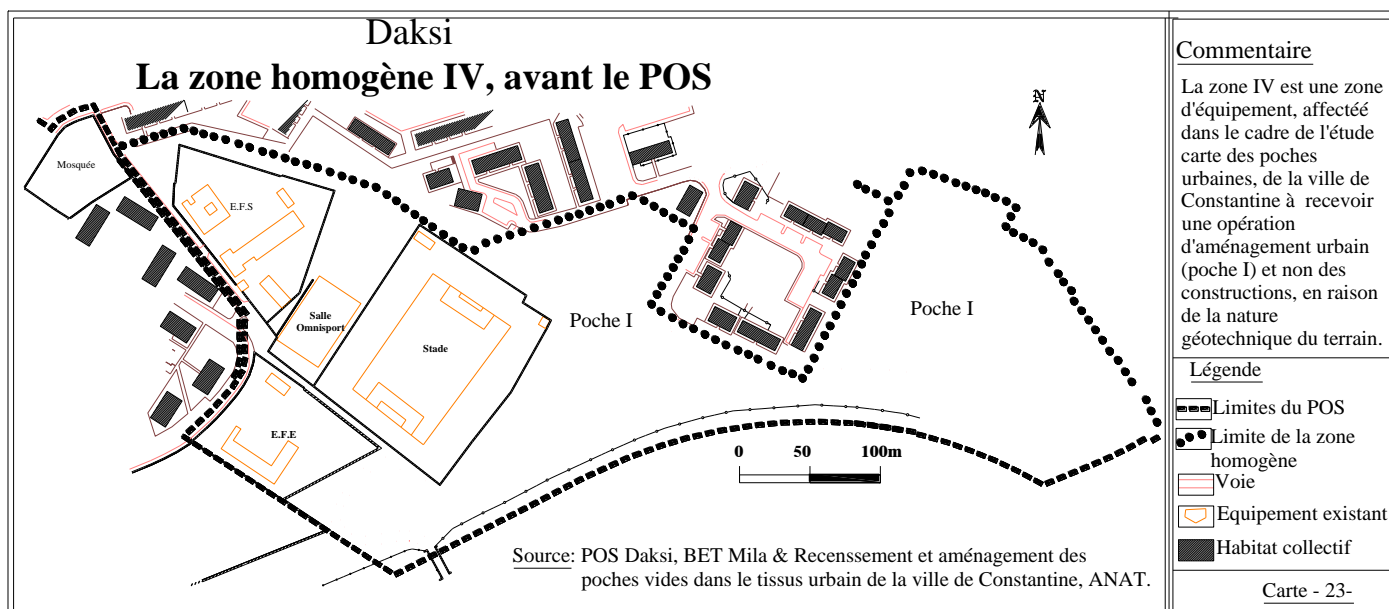 Daksi
La zone homogène IV, avant le POS
N
Mosquée
E.F.S
Salle
Omnisport
Stade
E.F.E
Poche I
Poche I
0 50 100m
Source: POS Daksi, BET Mila & Recenssement et aménagement des
poches vides dans le tissus urbain de la ville de Constantine, ANAT.
Commentaire
La zone IV est une zone
d'équipement, affectéé
dans le cadre de l'étude
carte des poches
urbaines, de la ville de
Constantine à recevoir
une opération
d'aménagement urbain
(poche I) et non des
constructions, en raison
de la nature
géotechnique du terrain.
Légende
Limites du POS
Limite de la zone
homogène
Voie
Equipement existant
Habitat collectif
Carte - 23-